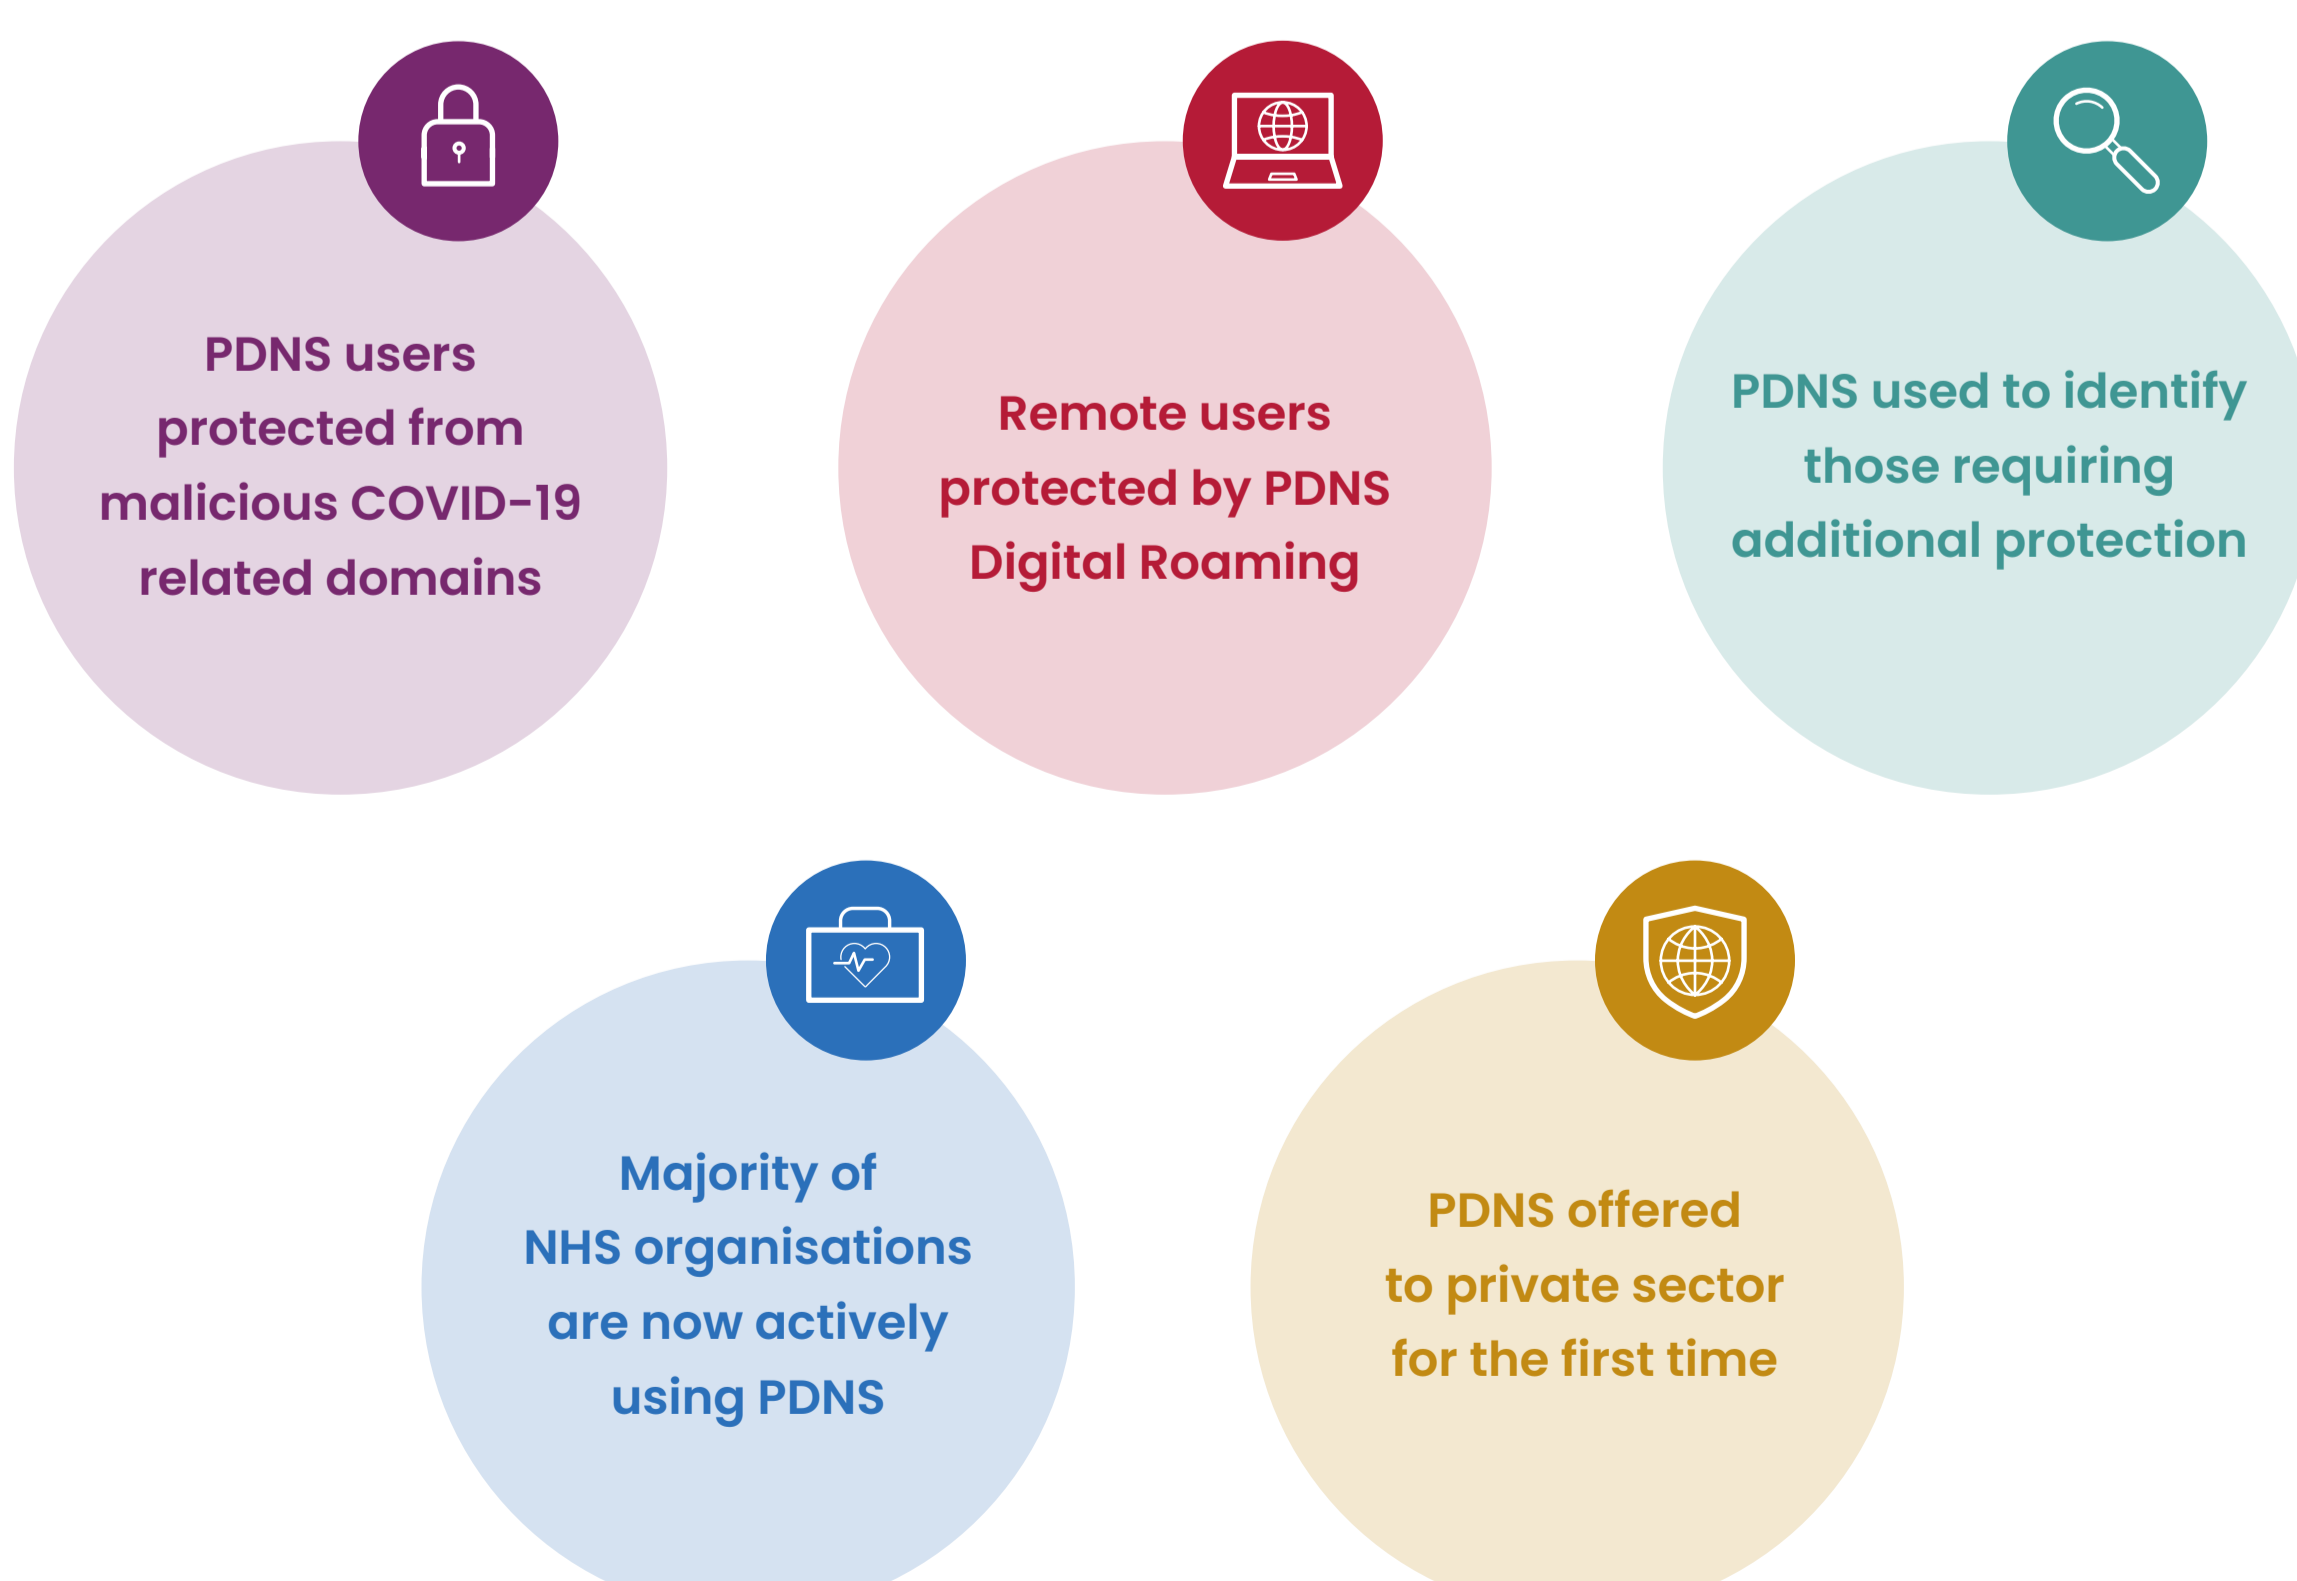 PDNS users
protected from
malicious COVID-19
related domains
Remote users
protected by PDNS
Digital Roaming
PDNS used to identify
those requiring
additional protection
Majority of
NHS organisations
are now actively
using PDNS
PDNS offered
to private sector
for the first time